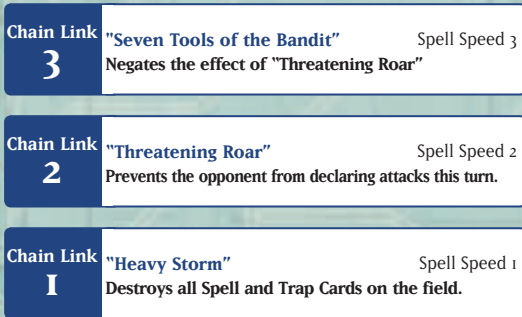 Chain Link 3
"Seven Tools of the Bandit" Spell Speed 3
Negates the effect of "Threatening Roar"
Chain Link 2
"Threatening Roar" Spell Speed 2
Prevents the opponent from declaring attacks this turn.
Chain Link 1
"Heavy Storm" Spell Speed 1
Destroys all Spell and Trap Cards on the field.